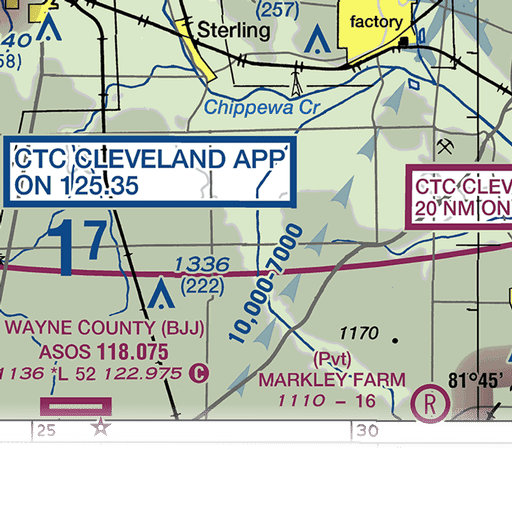 40
58)
Sterling
(257)
factory
Chippewa Cr
CTC CLEVELAND APP
ON 125.35
CTC CLEV
20 NM ON
17
1336
(222)
10,000-7000
WAYNE COUNTY (BJJ)
ASOS 118.075
1136 *L 52 122.975 C
1170
(Pvt)
MARKLEY FARM
1110 - 16
R
81°45'
25
30